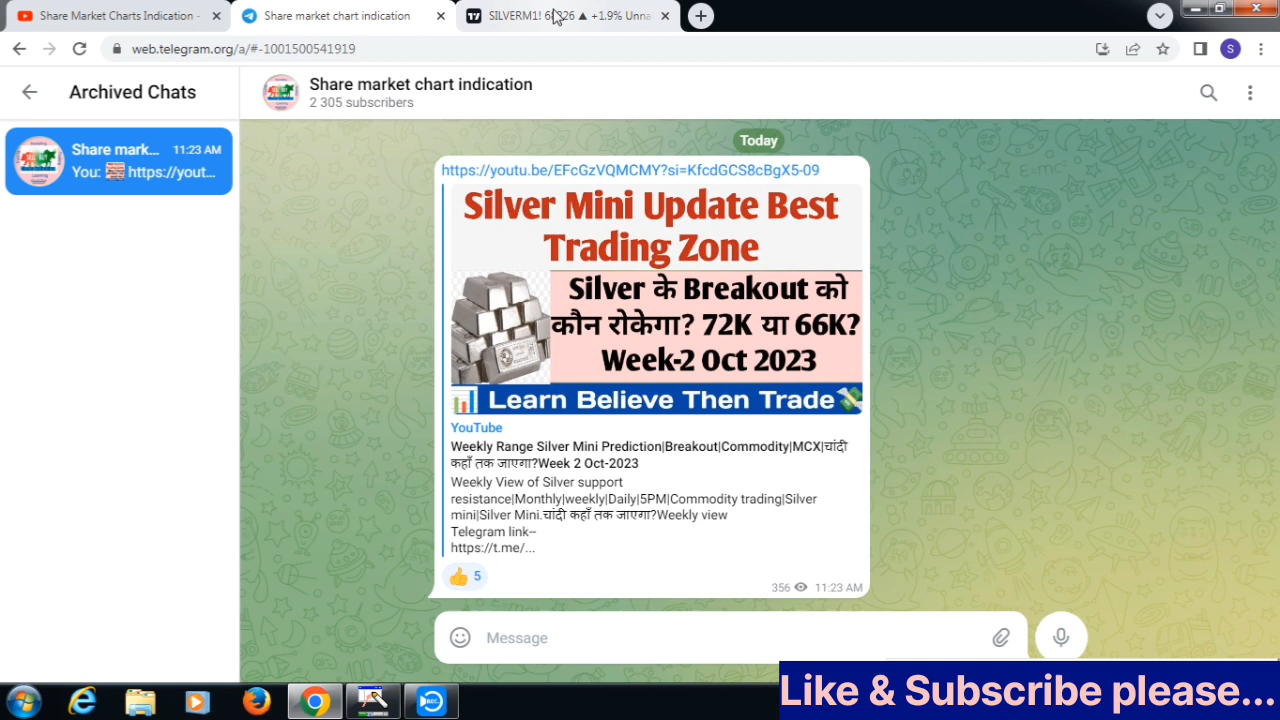 Share Market Charts Indication -
Share market chart indication
SILVERM1! 6 326 ▲ +1.9% Unna
web.telegram.org/a/#-1001500541919
S
Archived Chats
Share market chart indication
2 305 subscribers
Share mark... 11:23 AM
You: https://yout...
Today
https://youtu.be/EFcGzVQMCMY?si=KfcdGCS8cBgX5-09
Silver Mini Update Best
Trading Zone
Silver के Breakout को
कौन रोकेगा? 72K या 66K?
Week-2 Oct 2023
Learn Believe Then Trade
YouTube
Weekly Range Silver Mini Prediction|Breakout|Commodity|MCX|चांदी
कहाँ तक जाएगा?Week 2 Oct-2023
Weekly View of Silver support
resistance|Monthly|weekly|Daily|5PM|Commodity trading|Silver
mini|Silver Mini.चांदी कहाँ तक जाएगा?Weekly view
Telegram link--
https://t.me/...
5
356 11:23 AM
Message
REC
Like & Subscribe please...